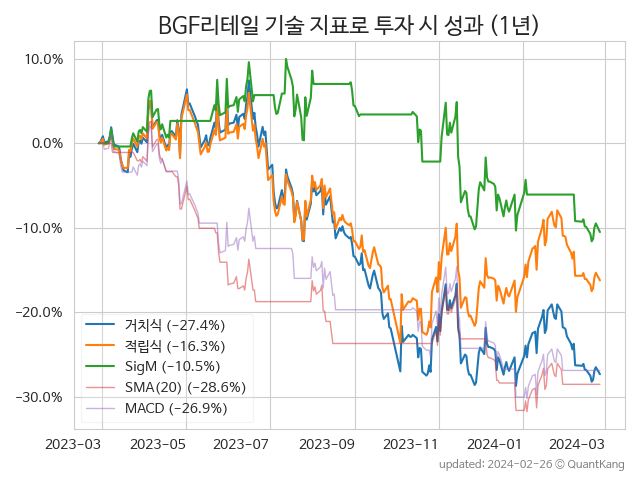 BGF리테일 기술 지표로 투자 시 성과 (1년)
10.0%
0.0%
−10.0%
−20.0%
−30.0%
거치식 (−27.4%)
적립식 (−16.3%)
SigM (−10.5%)
SMA(20) (−28.6%)
MACD (−26.9%)
2023-03
2023-05
2023-07
2023-09
2023-11
2024-01
2024-03
updated: 2024-02-26 © QuantKang